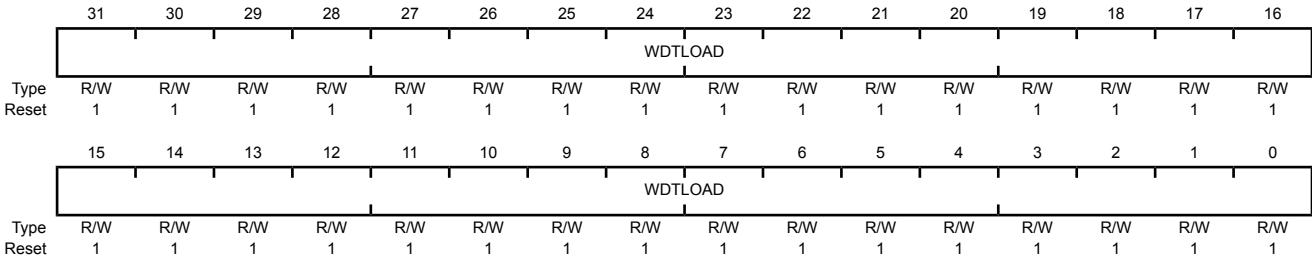 31 30 29 28 27 26 25 24 23 22 21 20 19 18 17 16
WDTLOAD
Type R/W R/W R/W R/W R/W R/W R/W R/W R/W R/W R/W R/W R/W R/W R/W R/W
Reset 1 1 1 1 1 1 1 1 1 1 1 1 1 1 1 1
15 14 13 12 11 10 9 8 7 6 5 4 3 2 1 0
WDTLOAD
Type R/W R/W R/W R/W R/W R/W R/W R/W R/W R/W R/W R/W R/W R/W R/W R/W
Reset 1 1 1 1 1 1 1 1 1 1 1 1 1 1 1 1